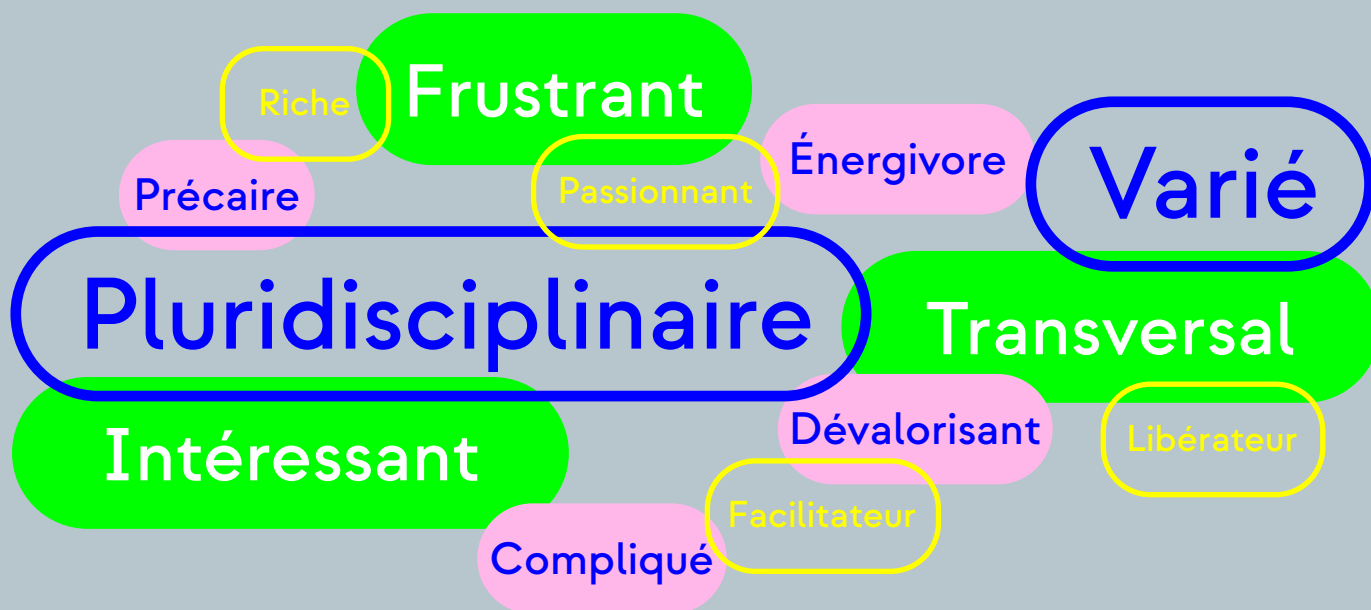 Frustrant
Riche
Énergivore
Varié
Passionnant
Précaire
Pluridisciplinaire
Transversal
Dévalorisant
Libérateur
Intéressant
Facilitateur
Compliqué